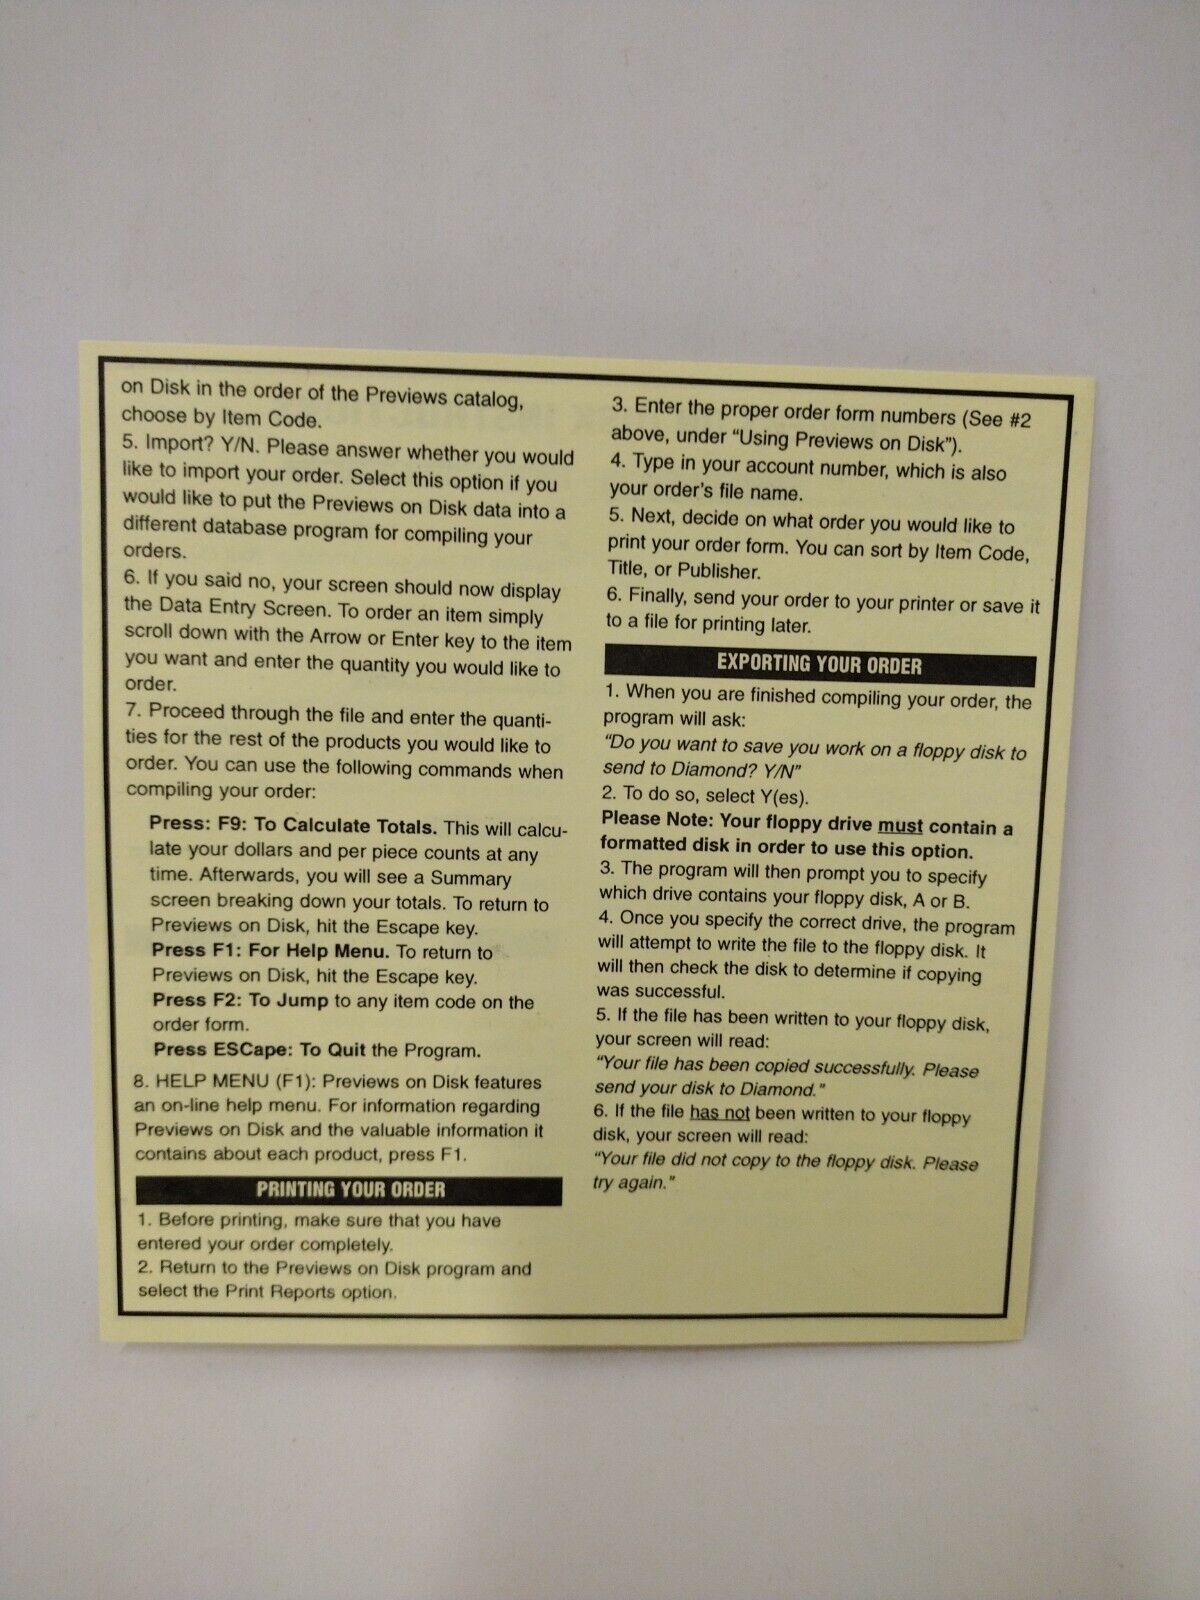 on Disk in the order of the Previews catalog,
choose by Item Code.
5. Import? Y/N. Please answer whether you would
like to import your order. Select this option if you
would like to put the Previews on Disk data into a
different database program for compiling your
orders.
6. If you said no, your screen should now display
the Data Entry Screen. To order an item simply
scroll down with the Arrow or Enter key to the item
you want and enter the quantity you would like to
order.
7. Proceed through the file and enter the quanti-
ties for the rest of the products you would like to
order. You can use the following commands when
compiling your order:
Press: F9: To Calculate Totals. This will calcu-
late your dollars and per piece counts at any
time. Afterwards, you will see a Summary
screen breaking down your totals. To return to
Previews on Disk, hit the Escape key.
Press F1: For Help Menu. To return to
Previews on Disk, hit the Escape key.
Press F2: To Jump to any item code on the
order form.
Press ESCape: To Quit the Program.
8. HELP MENU (F1): Previews on Disk features
an on-line help menu. For information regarding
Previews on Disk and the valuable information it
contains about each product, press F1.
PRINTING YOUR ORDER
1. Before printing, make sure that you have
entered your order completely.
2. Return to the Previews on Disk program and
select the Print Reports option.
3. Enter the proper order form numbers (See #2
above, under “Using Previews on Disk”).
4. Type in your account number, which is also
your order’s file name.
5. Next, decide on what order you would like to
print your order form. You can sort by Item Code,
Title, or Publisher.
6. Finally, send your order to your printer or save it
to a file for printing later.
EXPORTING YOUR ORDER
1. When you are finished compiling your order, the
program will ask:
“Do you want to save you work on a floppy disk to
send to Diamond? Y/N”
2. To do so, select Y(es).
Please Note: Your floppy drive must contain a
formatted disk in order to use this option.
3. The program will then prompt you to specify
which drive contains your floppy disk, A or B.
4. Once you specify the correct drive, the program
will attempt to write the file to the floppy disk. It
will then check the disk to determine if copying
was successful.
5. If the file has been written to your floppy disk,
your screen will read:
“Your file has been copied successfully. Please
send your disk to Diamond.”
6. If the file has not been written to your floppy
disk, your screen will read:
“Your file did not copy to the floppy disk. Please
try again.”